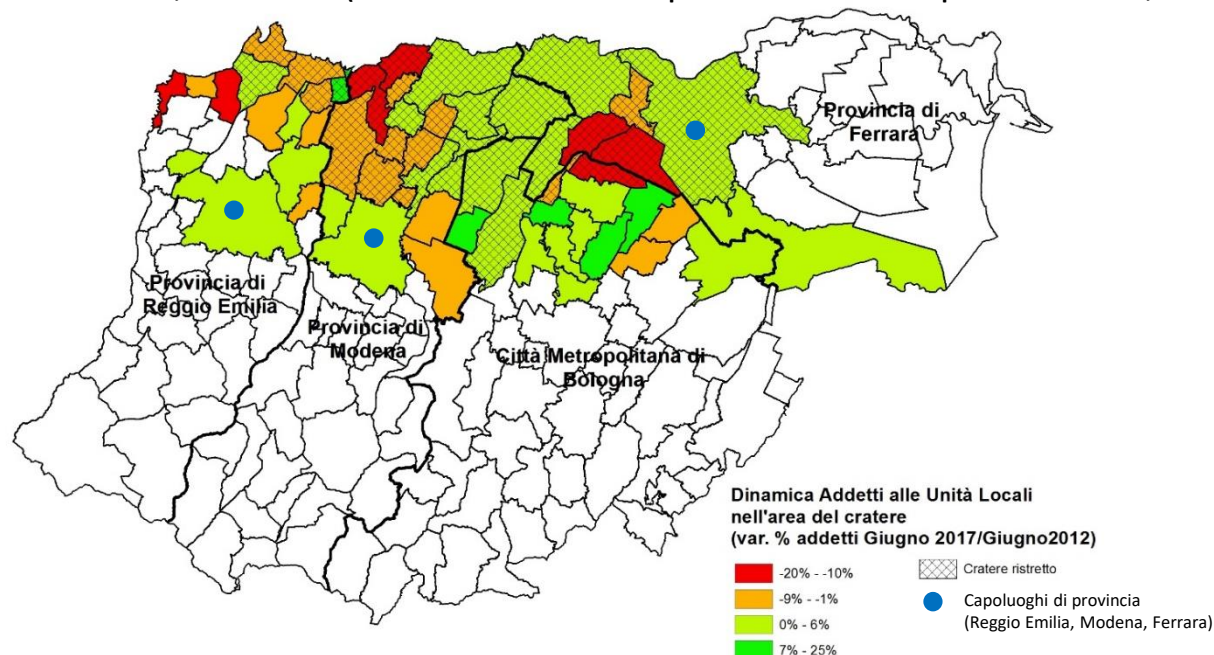 Provincia di
Ferrara
Provincia di
Reggio Emilia
Provincia di
Modena
Città Metropolitana di
Bologna
Dinamica Addetti alle Unità Locali
nell'area del cratere
(var. % addetti Giugno 2017/Giugno2012)
-20% - -10%
-9% - -1%
0% - 6%
7% - 25%
Cratere ristretto
Capoluoghi di provincia
(Reggio Emilia, Modena, Ferrara)